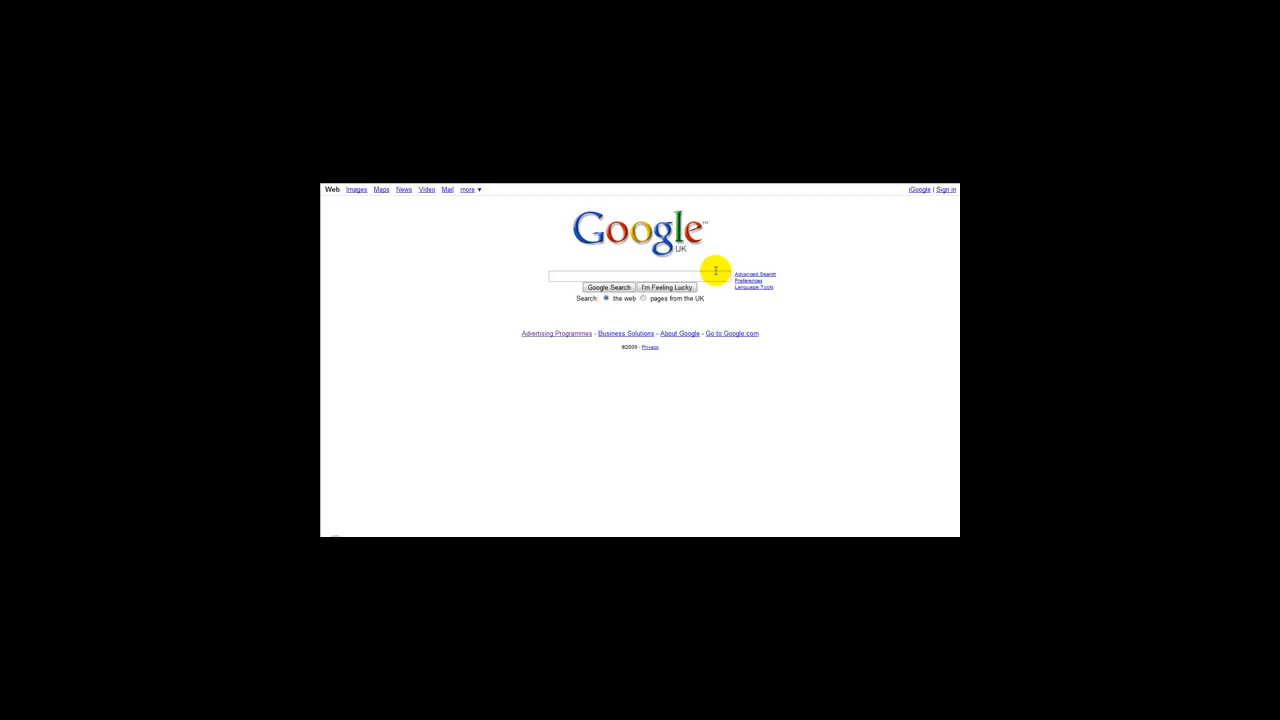 Web Images Maps News Video Mail more ▼ iGoogle | Sign in
Google™
UK
Advanced Search
Preferences
Language Tools
Google Search I'm Feeling Lucky
Search: the web pages from the UK
Advertising Programmes - Business Solutions - About Google - Go to Google.com
©2009 - Privacy